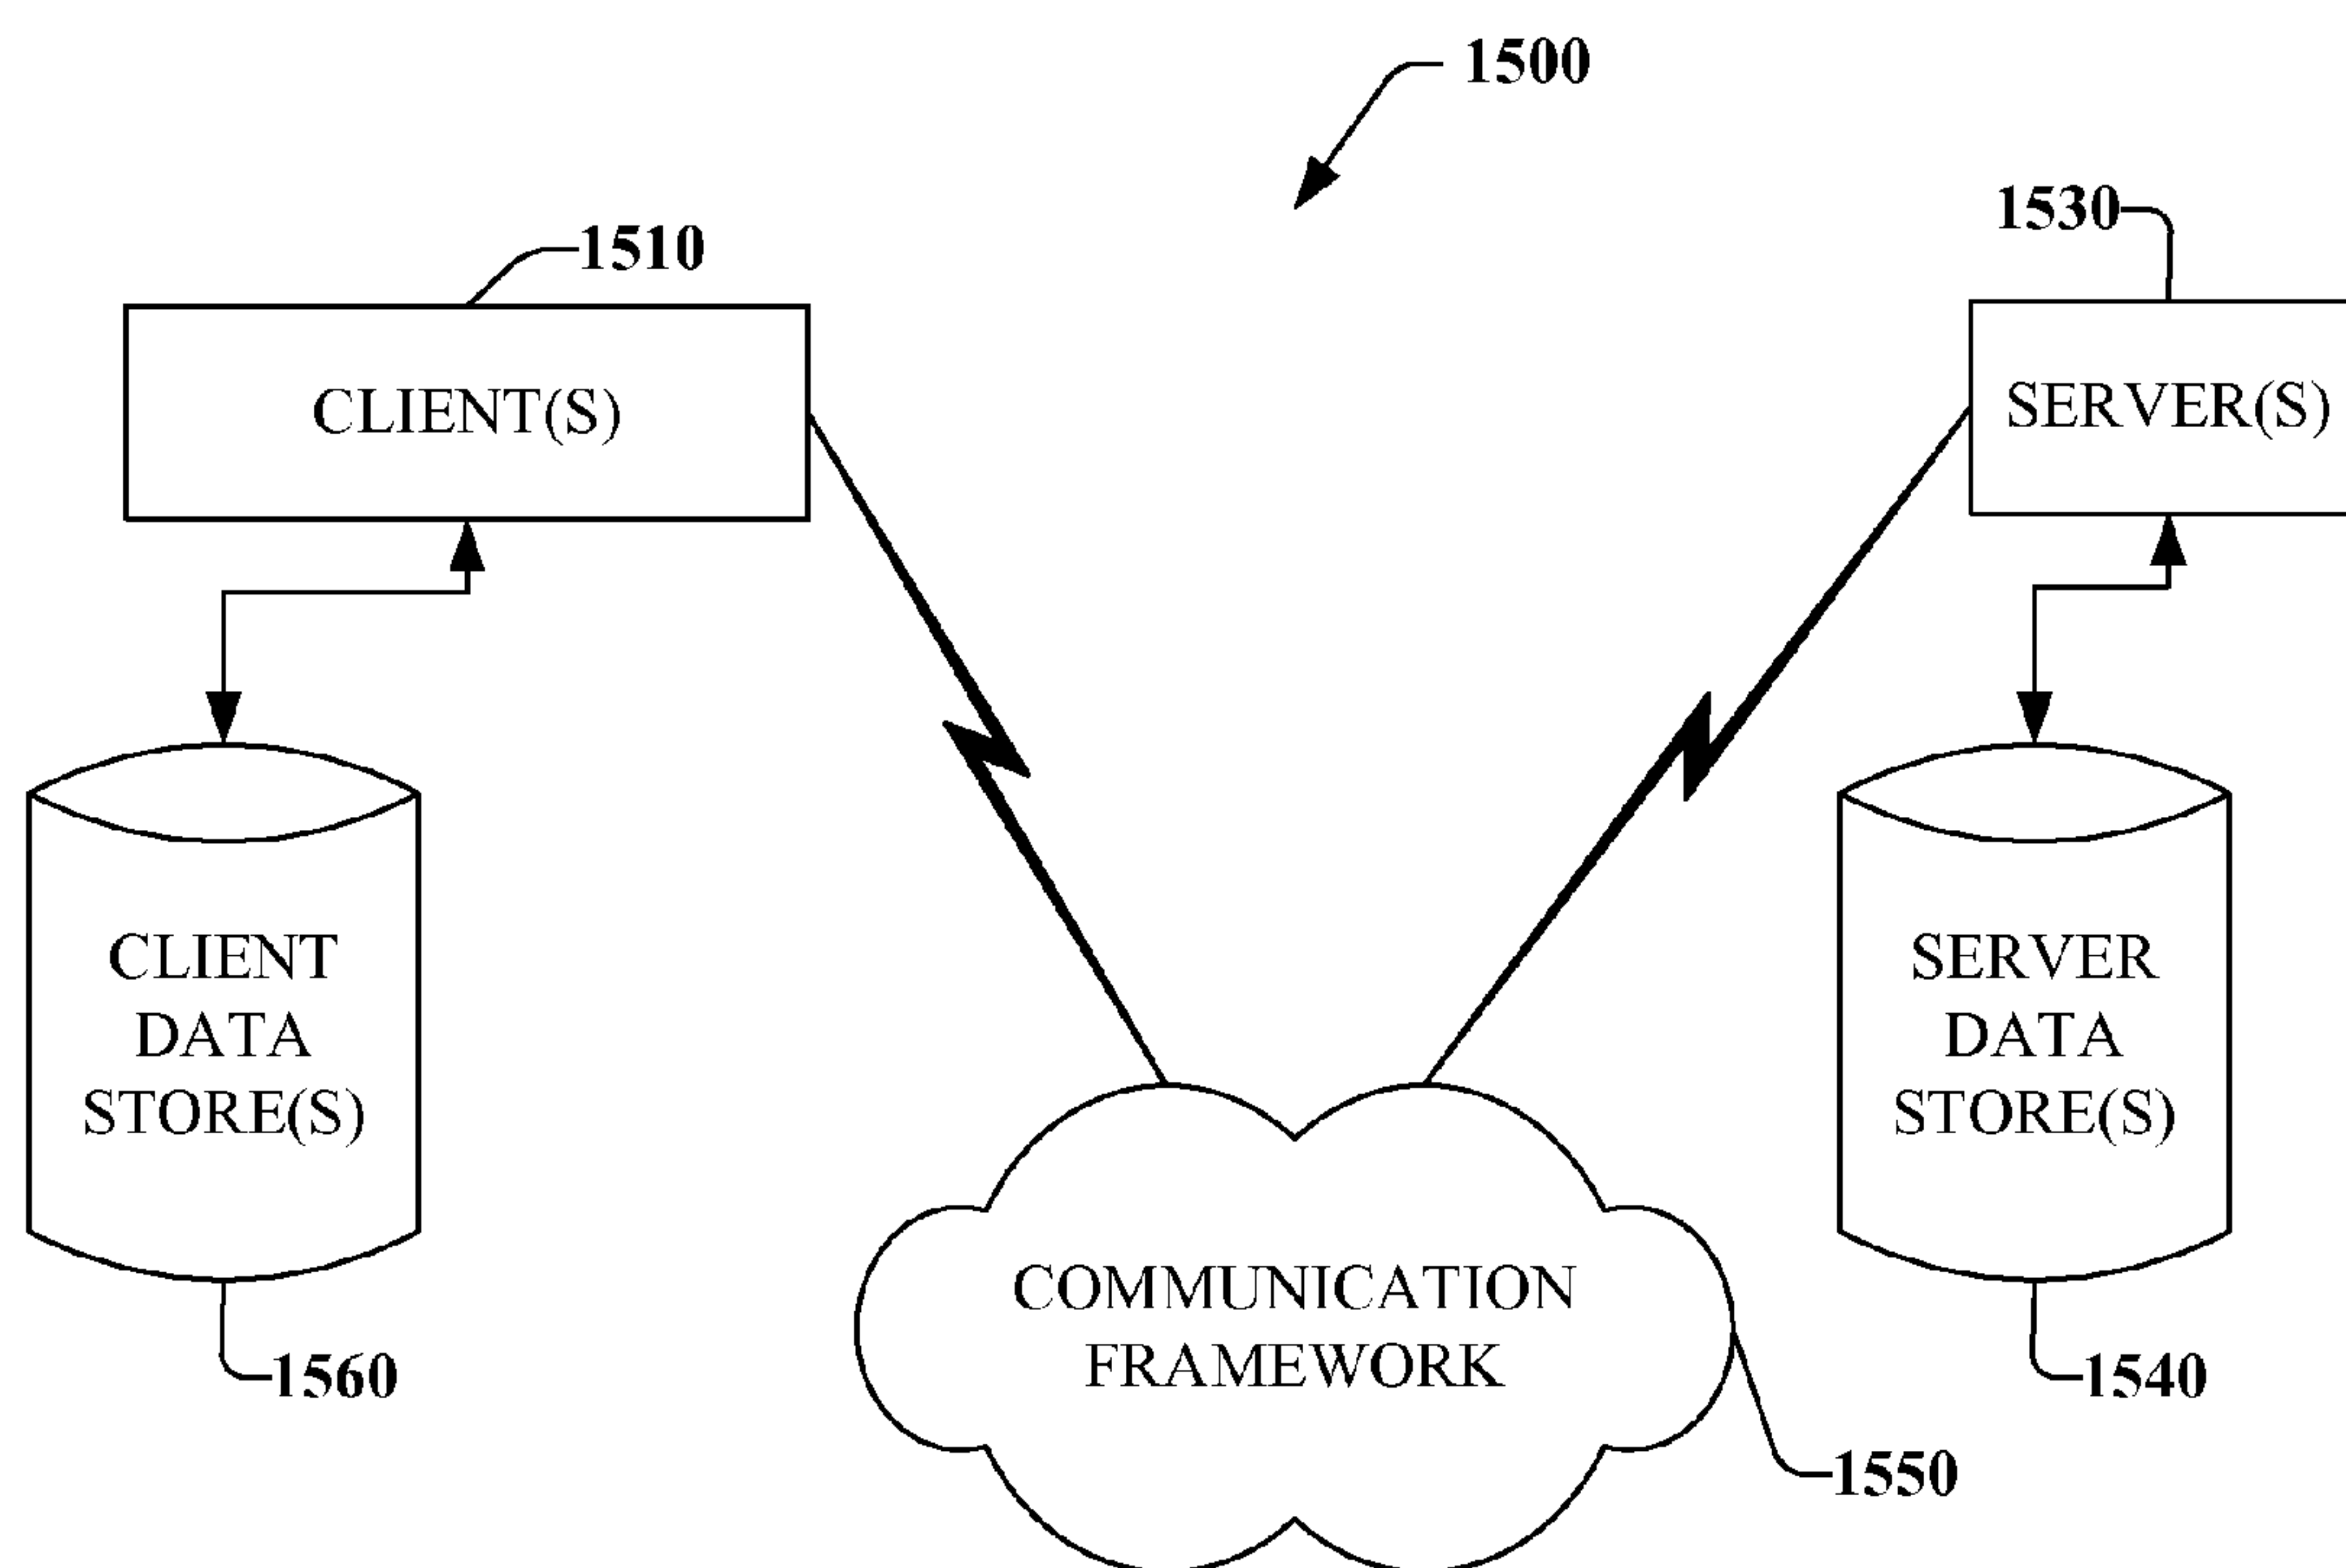 1500
1510
1530
CLIENT(S)
SERVER(S)
CLIENT
DATA
STORE(S)
SERVER
DATA
STORE(S)
COMMUNICATION
FRAMEWORK
1560
1540
1550